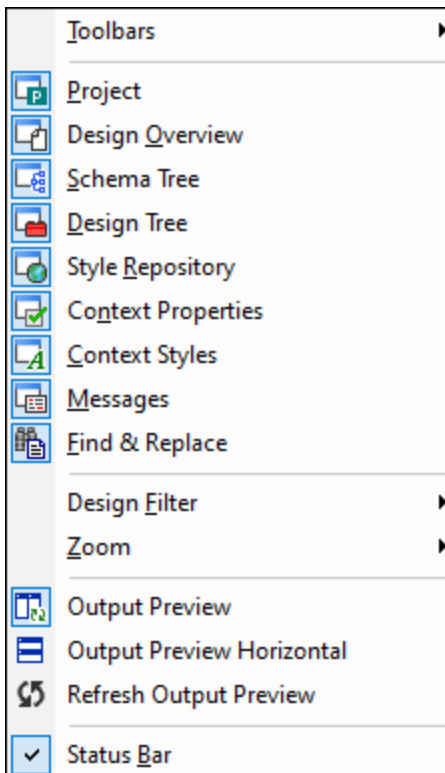 Toolbars
Project
Design Overview
Schema Tree
Design Tree
Style Repository
Context Properties
Context Styles
Messages
Find & Replace
Design Filter
Zoom
Output Preview
Output Preview Horizontal
Refresh Output Preview
Status Bar